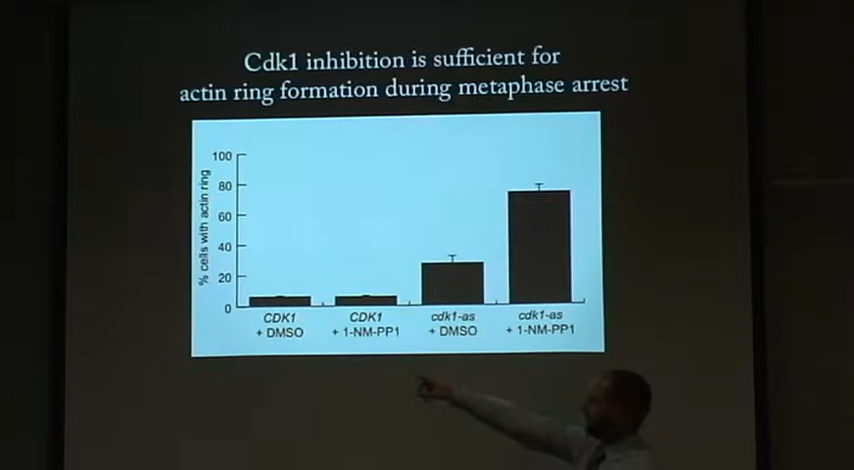 Cdk1 inhibition is sufficient for
actin ring formation during metaphase arrest
% cells with actin ring
100
80
60
40
20
0
CDK1
+ DMSO
CDK1
+ 1-NM-PP1
cdk1-as
+ DMSO
cdk1-as
+ 1-NM-PP1